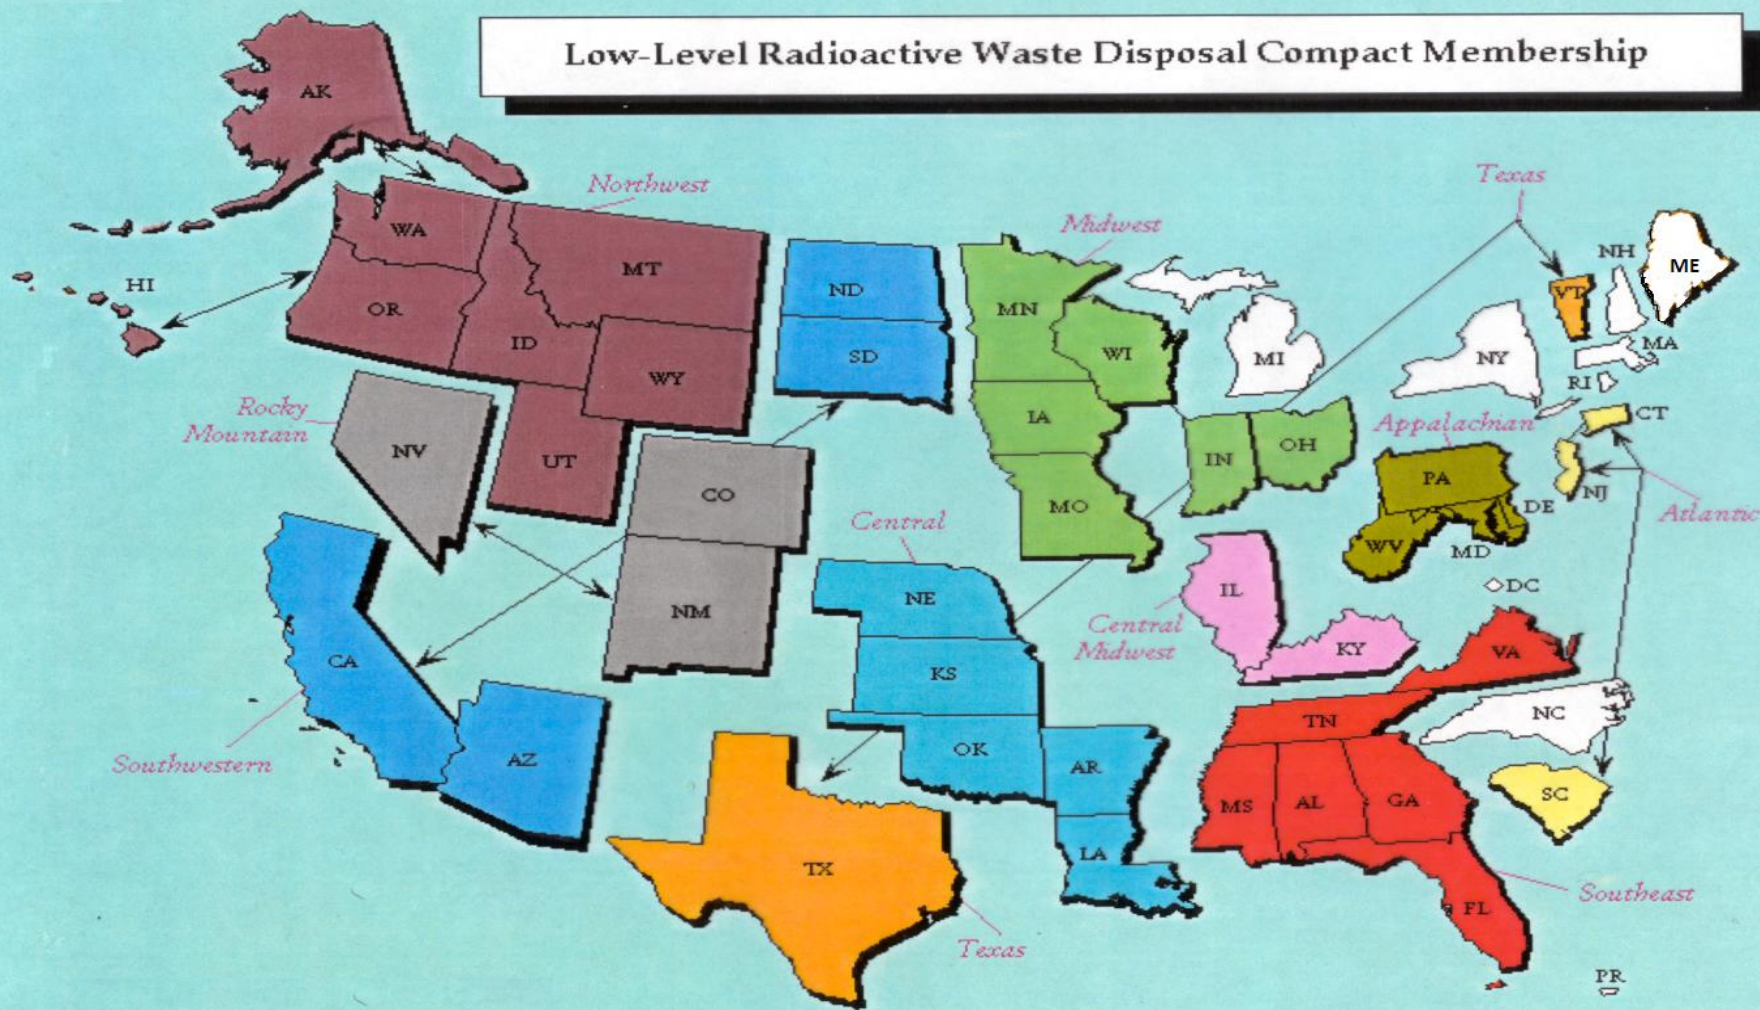 Low-Level Radioactive Waste Disposal Compact Membership
AK
Northwest
Texas
Midwest
WA
HI
MT
NH
ME
OR
ND
MN
VT
ID
SD
WI
MI
NY
MA
WY
RI
Rocky
Mountain
IA
CT
Appalachian
NV
UT
IN
OH
CO
PA
NJ
MO
DE
Atlantic
Central
WV
MD
NE
IL
DC
NM
Central
Midwest
CA
KS
KY
VA
TN
NC
Southwestern
AZ
OK
AR
MS
AL
GA
SC
LA
TX
FL
Southeast
Texas
PR